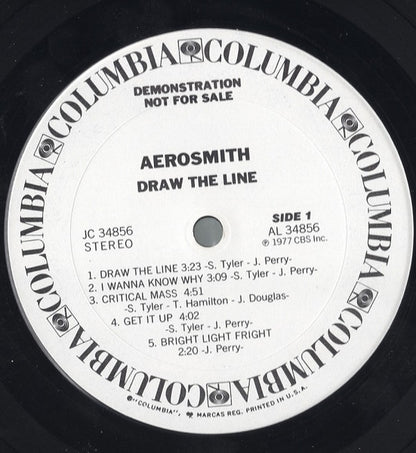 COLUMBIA COLUMBIA COLUMBIA COLUMBIA COLUMBIA COLUMBIA COLUMBIA COLUMBIA
DEMONSTRATION
NOT FOR SALE
AEROSMITH
DRAW THE LINE
JC 34856
STEREO
SIDE 1
AL 34856
℗ 1977 CBS Inc.
1. DRAW THE LINE 3:23 -S. Tyler - J. Perry-
2. I WANNA KNOW WHY 3:09 -S. Tyler - J. Perry-
3. CRITICAL MASS 4:51
-S. Tyler - T. Hamilton - J. Douglas-
4. GET IT UP 4:02
-S. Tyler - J. Perry-
5. BRIGHT LIGHT FRIGHT
2:20 -J. Perry-
"COLUMBIA", MARCAS REG. PRINTED IN U.S.A.